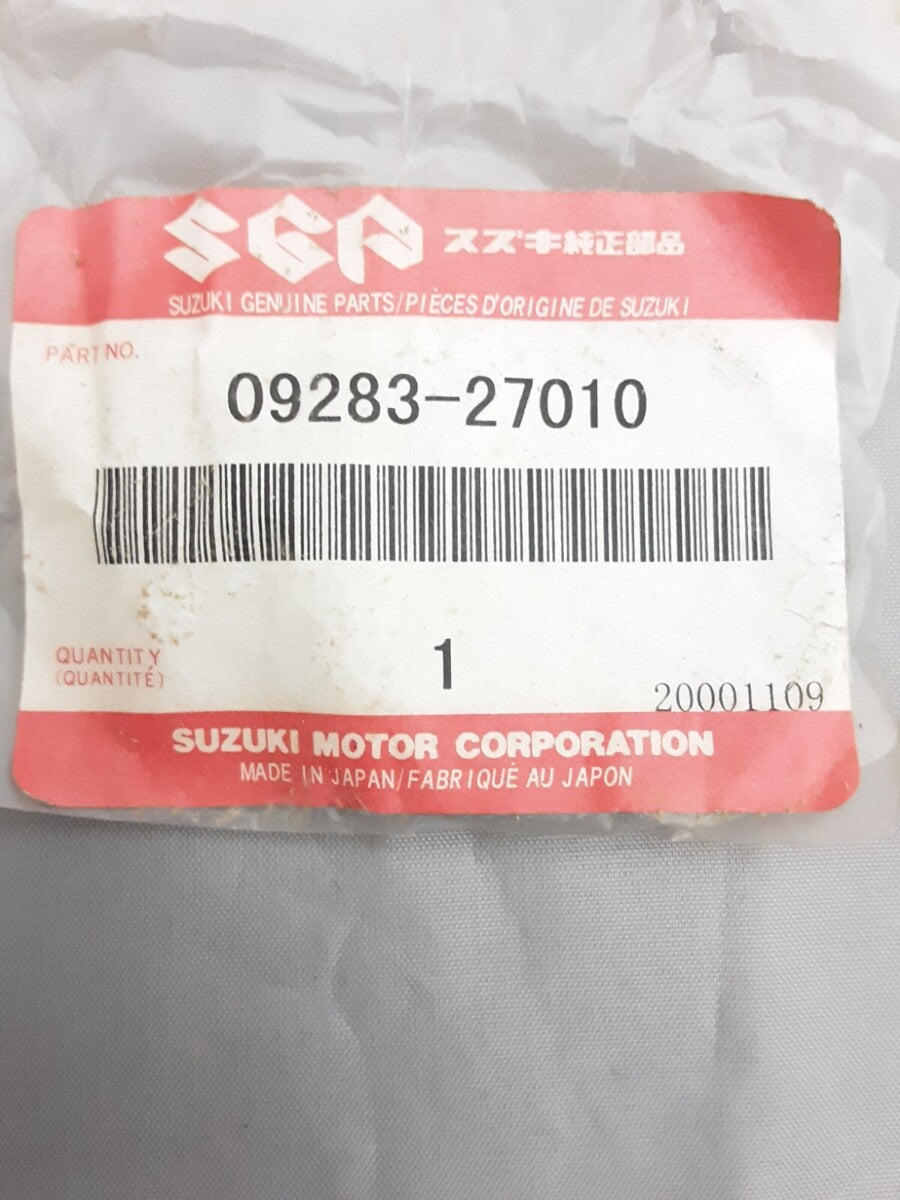 SGP スズキ純正部品
SUZUKI GENUINE PARTS/PIÈCES D'ORIGINE DE SUZUKI
PART NO.
09283-27010
QUANTITY
(QUANTITÉ)
1
20001109
SUZUKI MOTOR CORPORATION
MADE IN JAPAN/FABRIQUÉ AU JAPON